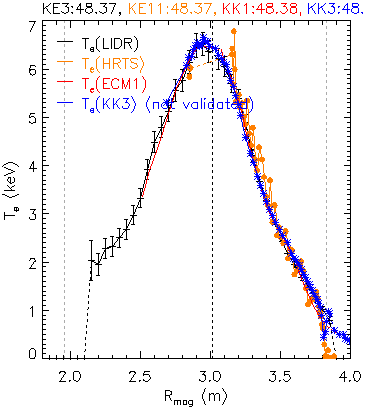 KE3:48.37, KE11:48.37, KK1:48.38, KK3:48.
Te(LIDR)
Te(HRTS)
Te(ECM1)
Te(KK3) (not validated)
7
6
5
4
3
2
1
0
Te (keV)
2.0 2.5 3.0 3.5 4.0
Rmag (m)